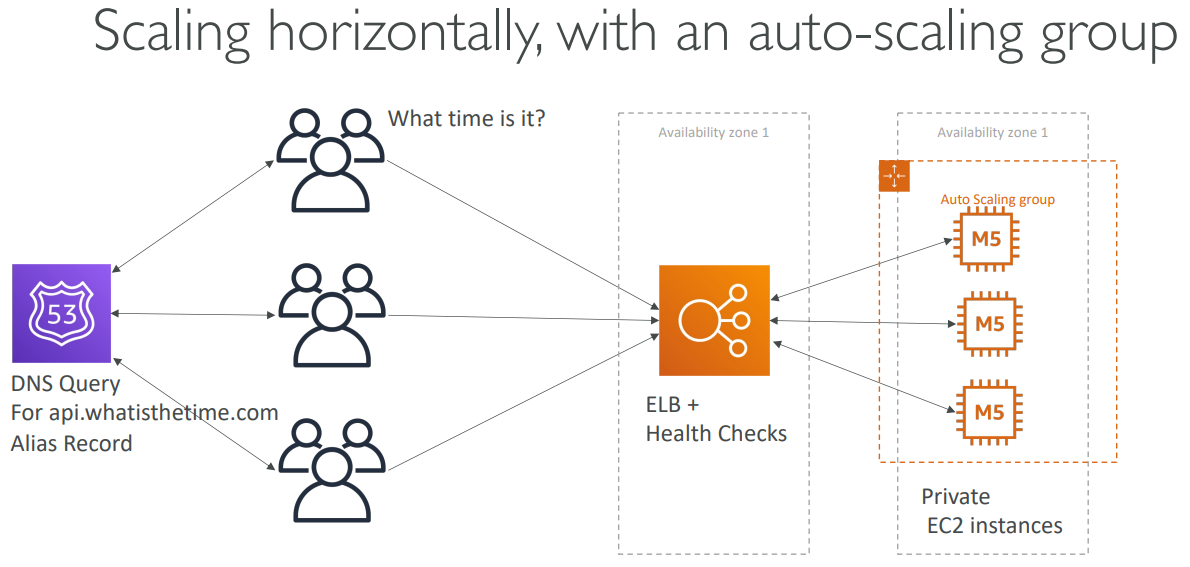 Scaling horizontally, with an auto-scaling group
What time is it?
Availability zone 1
Availability zone 1
Auto Scaling group
M5
M5
M5
53
DNS Query
For api.whatisthetime.com
Alias Record
ELB +
Health Checks
Private
EC2 instances